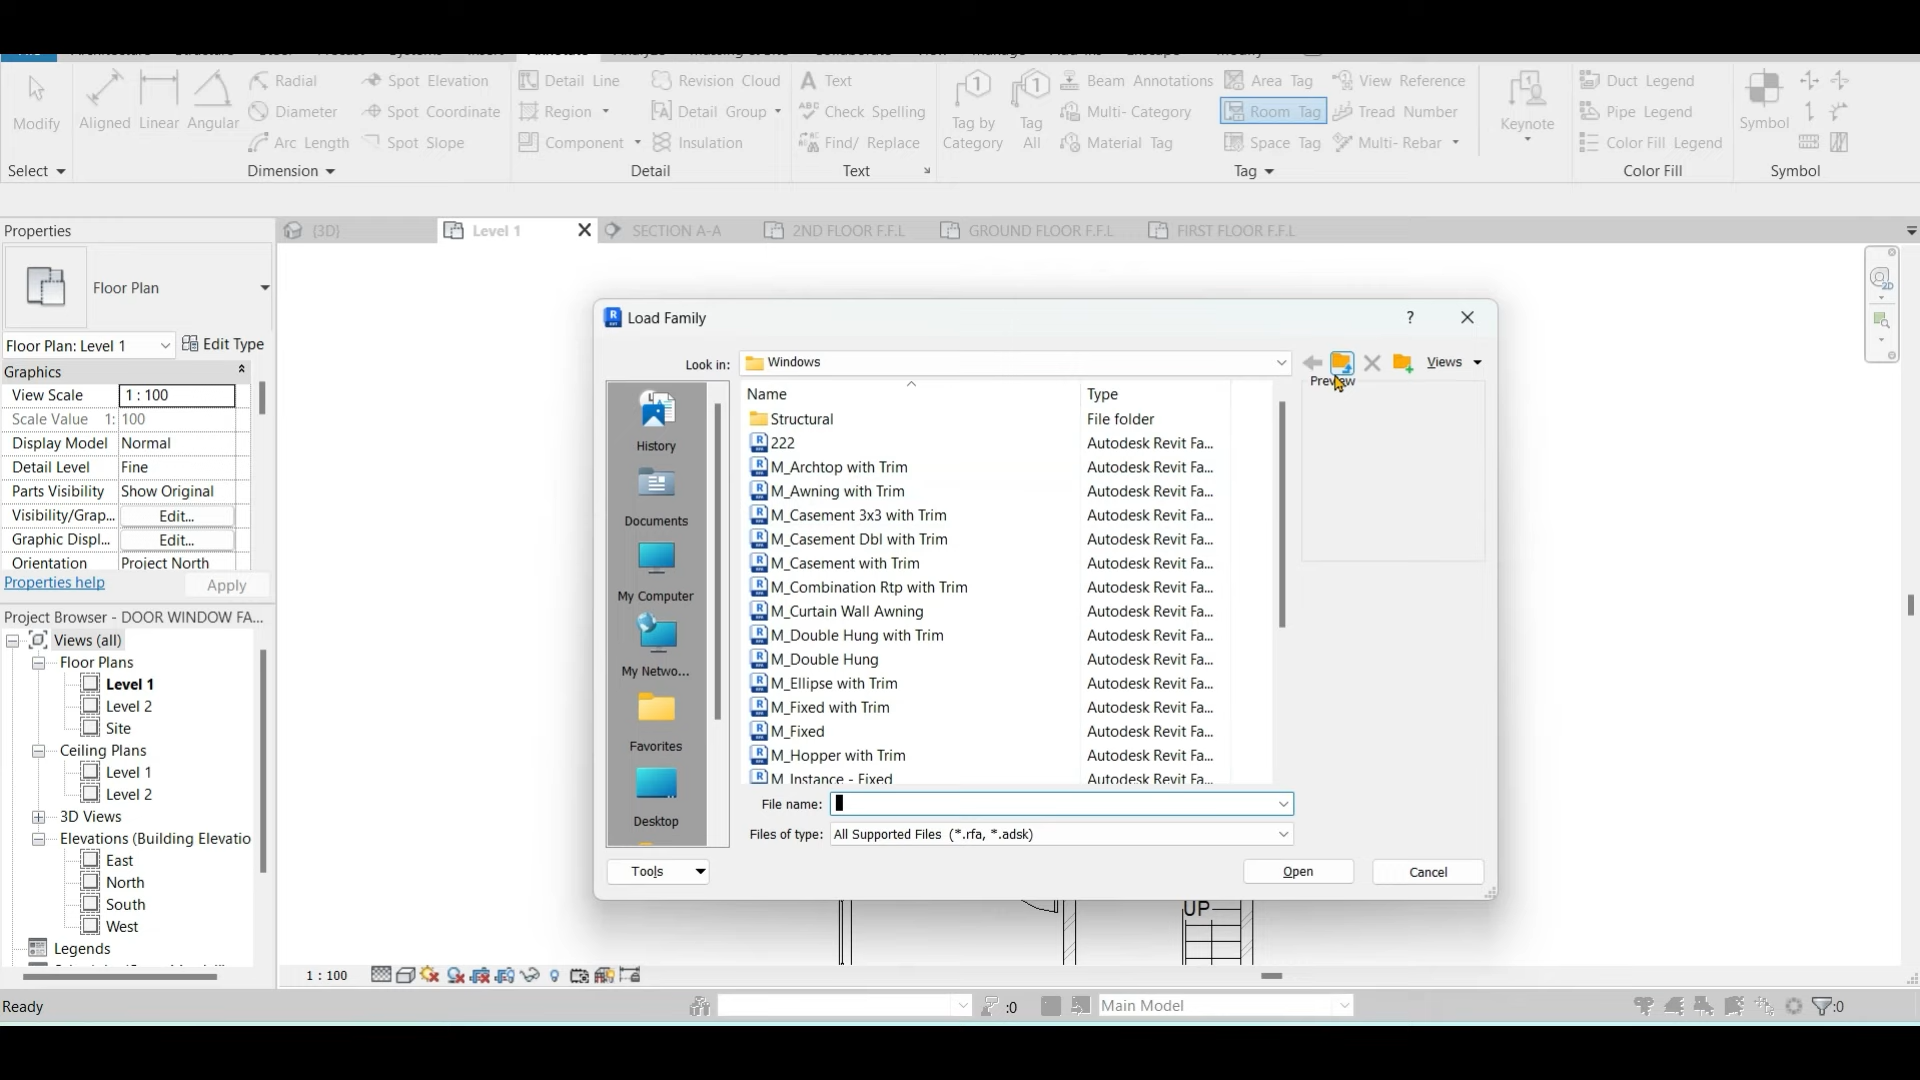 Modify
Aligned
Linear
Angular
Radial
Diameter
Arc Length
Spot Elevation
Spot Coordinate
Spot Slope
Detail Line
Region
Component
Revision Cloud
Detail Group
Insulation
Text
Check Spelling
Find/ Replace
Tag by
Category
Tag
All
Beam Annotations
Multi- Category
Material Tag
Area Tag
Room Tag
Space Tag
View Reference
Tread Number
Multi- Rebar
Keynote
Duct Legend
Pipe Legend
Color Fill Legend
Symbol
Select
Dimension
Detail
Text
Tag
Color Fill
Symbol
Properties
{3D}
Level 1
SECTION A-A
2ND FLOOR F.F.L
GROUND FLOOR F.F.L
FIRST FLOOR F.F.L
Floor Plan
Floor Plan: Level 1
Edit Type
Graphics
View Scale 1 : 100
Scale Value 1: 100
Display Model Normal
Detail Level Fine
Parts Visibility Show Original
Visibility/Grap... Edit...
Graphic Displ... Edit...
Orientation Project North
Properties help
Apply
Project Browser - DOOR WINDOW FA...
Views (all)
Floor Plans
Level 1
Level 2
Site
Ceiling Plans
Level 1
Level 2
3D Views
Elevations (Building Elevatio
East
North
South
West
Legends
Load Family
?
Look in: Windows
Views
Preview
History
Documents
My Computer
My Netwo...
Favorites
Desktop
Name Type
Structural File folder
222 Autodesk Revit Fa...
M_Archtop with Trim Autodesk Revit Fa...
M_Awning with Trim Autodesk Revit Fa...
M_Casement 3x3 with Trim Autodesk Revit Fa...
M_Casement Dbl with Trim Autodesk Revit Fa...
M_Casement with Trim Autodesk Revit Fa...
M_Combination Rtp with Trim Autodesk Revit Fa...
M_Curtain Wall Awning Autodesk Revit Fa...
M_Double Hung with Trim Autodesk Revit Fa...
M_Double Hung Autodesk Revit Fa...
M_Ellipse with Trim Autodesk Revit Fa...
M_Fixed with Trim Autodesk Revit Fa...
M_Fixed Autodesk Revit Fa...
M_Hopper with Trim Autodesk Revit Fa...
M_Instance - Fixed Autodesk Revit Fa...
File name:
Files of type: All Supported Files (*.rfa, *.adsk)
Tools
Open
Cancel
UP
1 : 100
Ready
:0
Main Model
:0